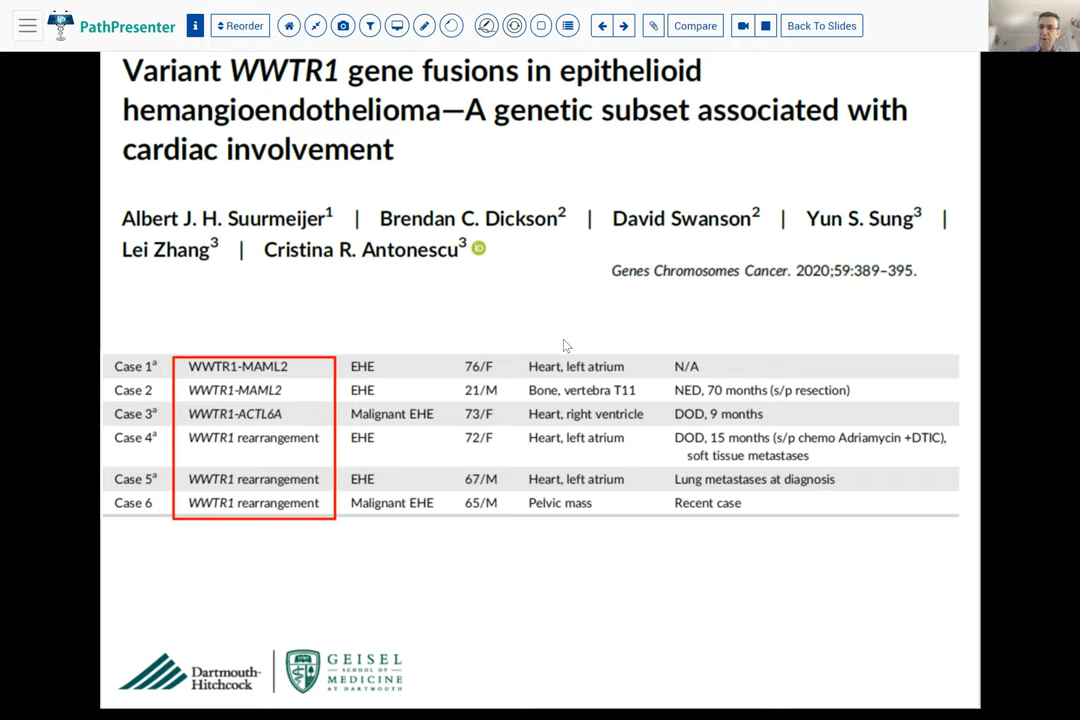 PathPresenter
i
Reorder
Compare
Back To Slides
Variant WWTR1 gene fusions in epithelioid
hemangioendothelioma—A genetic subset associated with
cardiac involvement
Albert J. H. Suurmeijer1 | Brendan C. Dickson2 | David Swanson2 | Yun S. Sung3 |
Lei Zhang3 | Cristina R. Antonescu3 iD
Genes Chromosomes Cancer. 2020;59:389–395.
Case 1a WWTR1-MAML2 EHE 76/F Heart, left atrium N/A
Case 2 WWTR1-MAML2 EHE 21/M Bone, vertebra T11 NED, 70 months (s/p resection)
Case 3a WWTR1-ACTL6A Malignant EHE 73/F Heart, right ventricle DOD, 9 months
Case 4a WWTR1 rearrangement EHE 72/F Heart, left atrium DOD, 15 months (s/p chemo Adriamycin +DTIC),
soft tissue metastases
Case 5a WWTR1 rearrangement EHE 67/M Heart, left atrium Lung metastases at diagnosis
Case 6 WWTR1 rearrangement Malignant EHE 65/M Pelvic mass Recent case
Dartmouth-
Hitchcock
GEISEL
SCHOOL OF
MEDICINE
AT DARTMOUTH